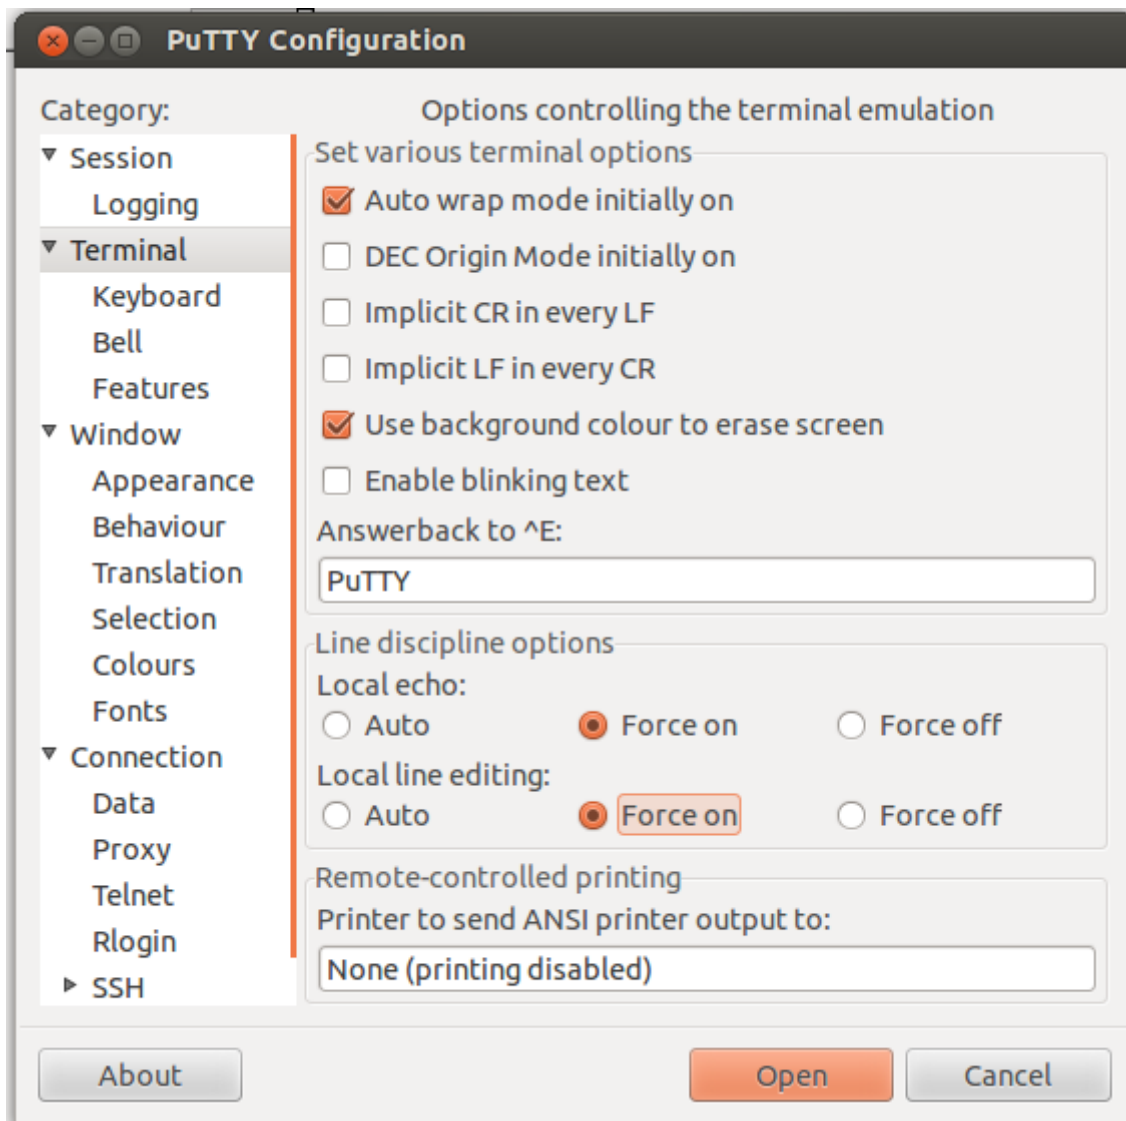 PuTTY Configuration
Category:
Options controlling the terminal emulation
Session
Logging
Terminal
Keyboard
Bell
Features
Window
Appearance
Behaviour
Translation
Selection
Colours
Fonts
Connection
Data
Proxy
Telnet
Rlogin
SSH
Set various terminal options
Auto wrap mode initially on
DEC Origin Mode initially on
Implicit CR in every LF
Implicit LF in every CR
Use background colour to erase screen
Enable blinking text
Answerback to ^E:
PuTTY
Line discipline options
Local echo:
Auto Force on Force off
Local line editing:
Auto Force on Force off
Remote-controlled printing
Printer to send ANSI printer output to:
None (printing disabled)
About Open Cancel